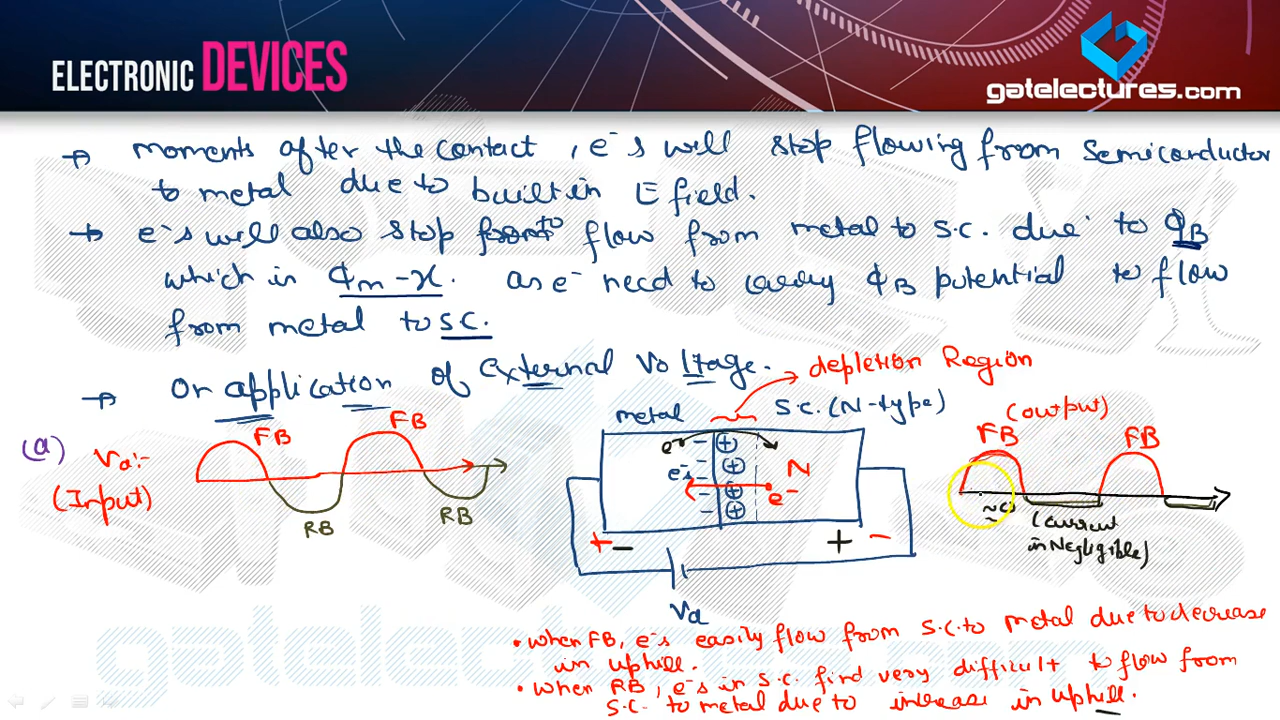 ELECTRONIC DEVICES
gatelectures.com
→ moments after the contact, e⁻s will stop flowing from Semiconductor
to metal due to built in E field.
→ e⁻s will also stop to flow from metal to S.C. due to ϕB
which in ϕm - x. as e⁻ need to carry ϕB potential to flow
from metal to S.C.
→ On application of external Voltage.
depletion Region
metal
S.C. (N-type)
(output)
(a)
Va:-
(Input)
FB
FB
RB
RB
e⁻
e⁻s
N
e⁻
- ⊕
- ⊕
- ⊕
- ⊕
+ -
+ -
Va
FB
FB
(current
in Negligible)
• when FB, e⁻s easily flow from S.C. to metal due to decrease
in uphill.
• when RB, e⁻s in S.C. find very difficult to flow from
S.C. to metal due to increase in uphill.
gatelectures.com